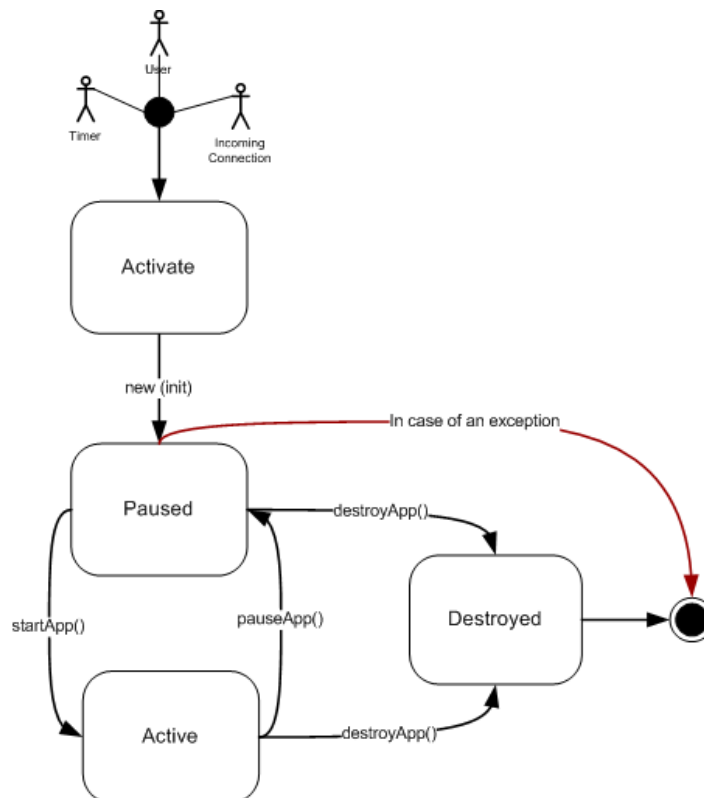 User
Timer
Incoming
Connection
Activate
new (init)
In case of an exception
Paused
destroyApp()
startApp()
pauseApp()
Destroyed
Active
destroyApp()